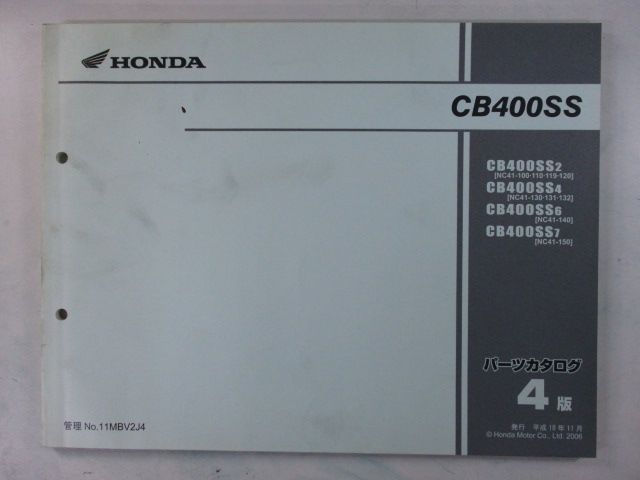 HONDA
CB400SS
CB400SS2
[NC41-100·110·119·120]
CB400SS4
[NC41-130·131·132]
CB400SS6
[NC41-140]
CB400SS7
[NC41-150]
パーツカタログ
4版
発行 平成18年11月
© Honda Motor Co., Ltd. 2006
管理 No.11MBV2J4